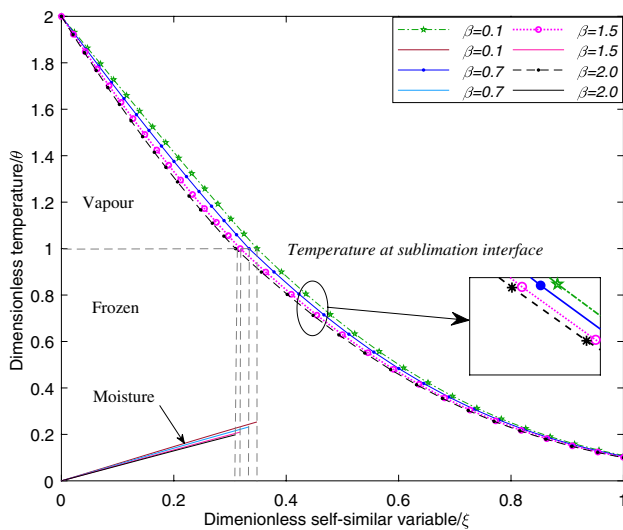 β=0.1 β=1.5
β=0.1 β=1.5
β=0.7 β=2.0
β=0.7 β=2.0
Dimensionless temperature/θ
2
1.8
1.6
1.4
1.2
1
0.8
0.6
0.4
0.2
0
Vapour
Temperature at sublimation interface
Frozen
Moisture
0 0.2 0.4 0.6 0.8 1
Dimenionless self-similar variable/ξ